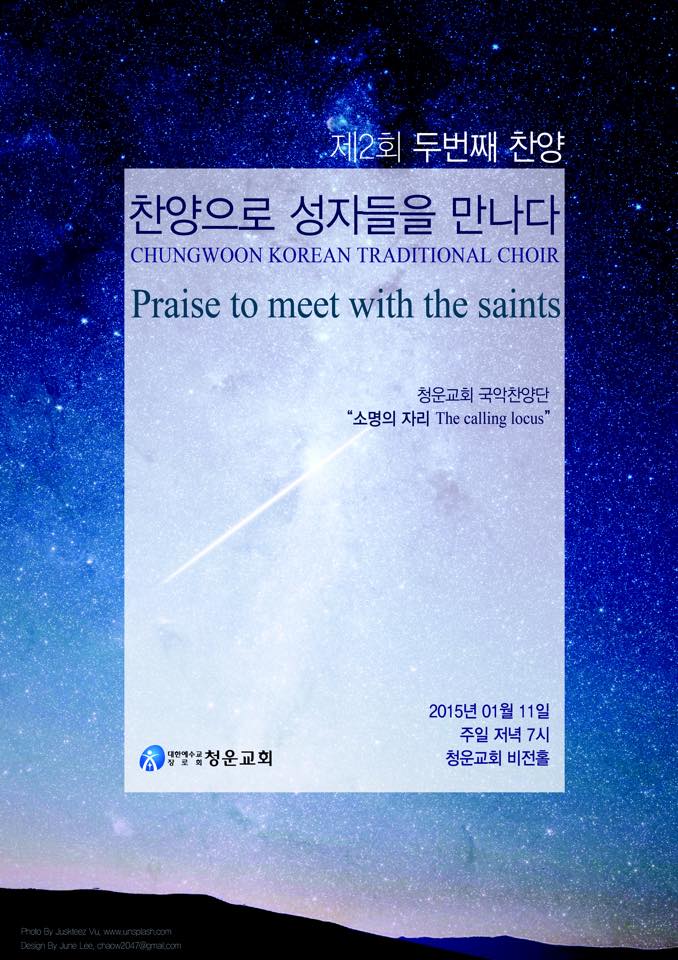 제2회 두번째 찬양
찬양으로 성자들을 만나다
CHUNGWOON KOREAN TRADITIONAL CHOIR
Praise to meet with the saints
청운교회 국악찬양단
“소명의 자리 The calling locus”
2015년 01월 11일
주일 저녁 7시
청운교회 비전홀
대한예수교
장로회 청운교회
Photo By Juskteez Vu, www.unsplash.com
Design By June Lee, chaow2047@gmail.com